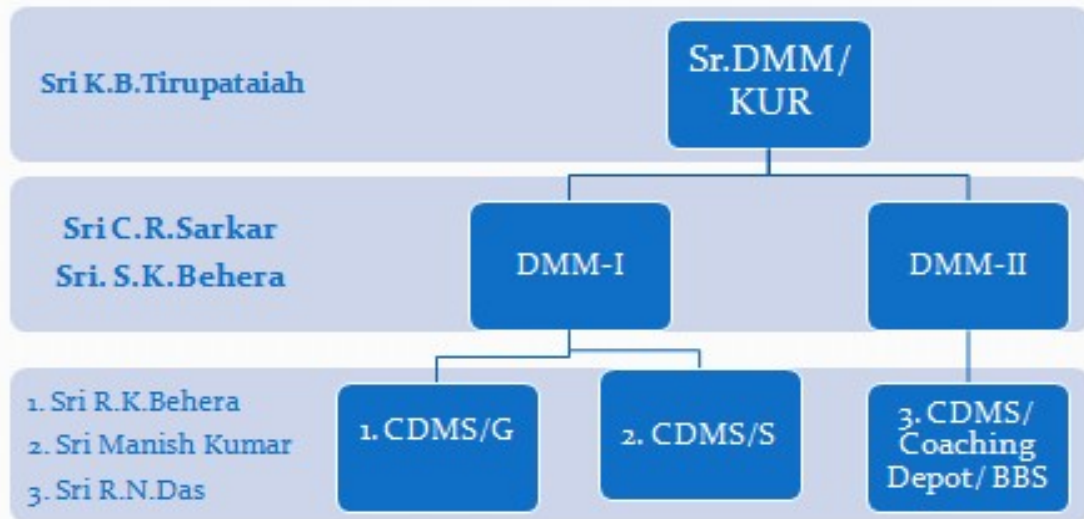 Sri K.B.Tirupataiah
Sr.DMM/
KUR
Sri C.R.Sarkar
Sri. S.K.Behera
DMM-I
DMM-II
1. Sri R.K.Behera
2. Sri Manish Kumar
3. Sri R.N.Das
1. CDMS/G
2. CDMS/S
3. CDMS/
Coaching
Depot/ BBS